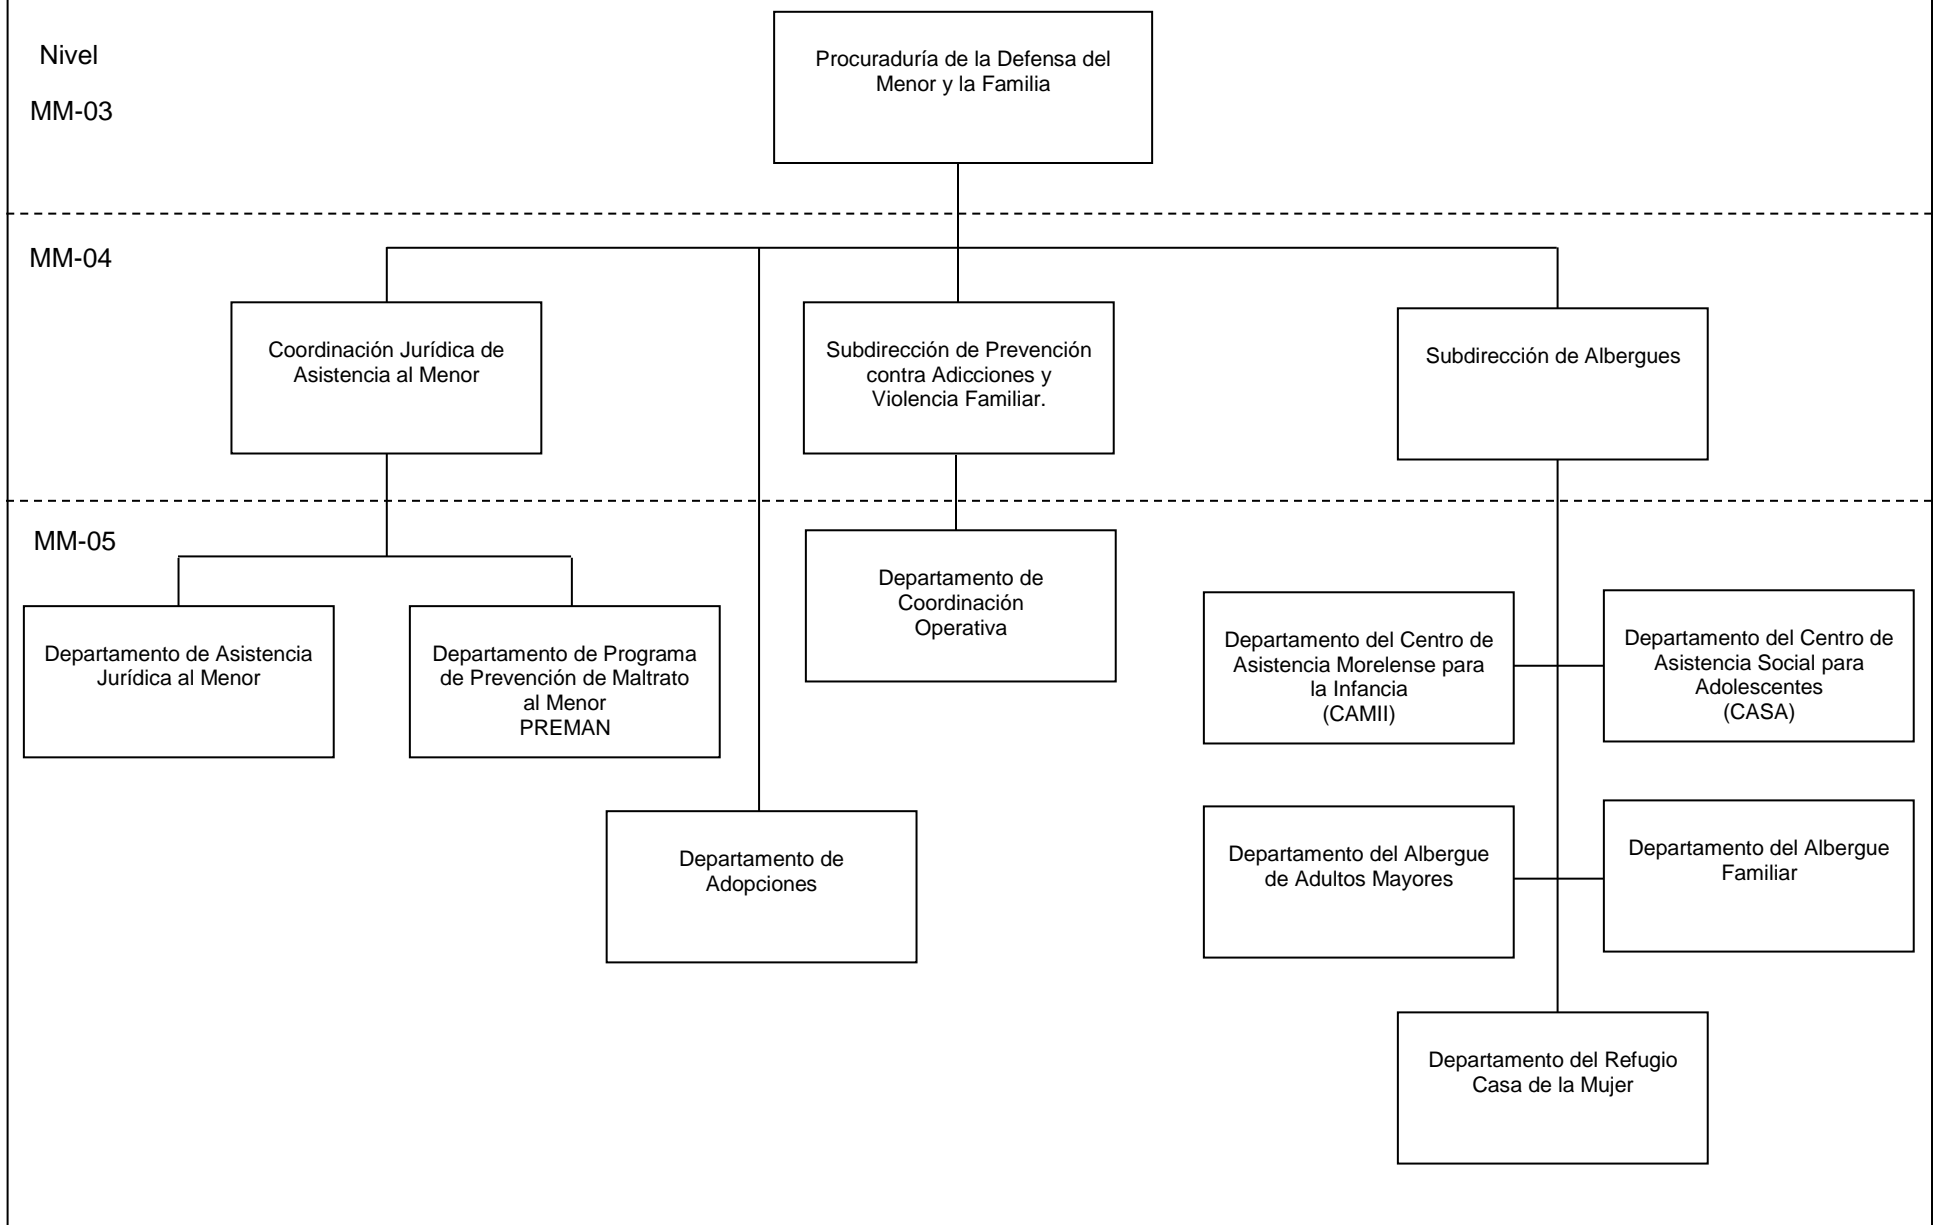 Nivel
MM-03
Procuraduría de la Defensa del
Menor y la Familia
MM-04
Coordinación Jurídica de
Asistencia al Menor
Subdirección de Prevención
contra Adicciones y
Violencia Familiar.
Subdirección de Albergues
MM-05
Departamento de Asistencia
Jurídica al Menor
Departamento de Programa
de Prevención de Maltrato
al Menor
PREMAN
Departamento de
Coordinación
Operativa
Departamento del Centro de
Asistencia Morelense para
la Infancia
(CAMII)
Departamento del Centro de
Asistencia Social para
Adolescentes
(CASA)
Departamento de
Adopciones
Departamento del Albergue
de Adultos Mayores
Departamento del Albergue
Familiar
Departamento del Refugio
Casa de la Mujer